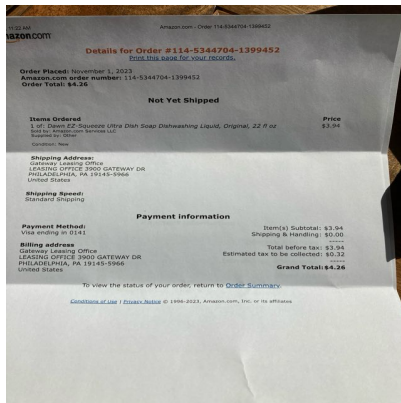 11:52 AM
Amazon.com - Order 114-5344704-1399452
amazon.com
Details for Order #114-5344704-1399452
Print this page for your records.
Order Placed: November 1, 2023
Amazon.com order number: 114-5344704-1399452
Order Total: $4.26
Not Yet Shipped
Items Ordered Price
1 of: Dawn EZ-Squeeze Ultra Dish Soap Dishwashing Liquid, Original, 22 fl oz $3.94
Sold by: Amazon.com Services LLC
Supplied by: Other
Condition: New
Shipping Address:
Gateway Leasing Office
LEASING OFFICE 3900 GATEWAY DR
PHILADELPHIA, PA 19145-5966
United States
Shipping Speed:
Standard Shipping
Payment information
Payment Method:
Visa ending in 0141
Billing address
Gateway Leasing Office
LEASING OFFICE 3900 GATEWAY DR
PHILADELPHIA, PA 19145-5966
United States
Item(s) Subtotal: $3.94
Shipping & Handling: $0.00
-----
Total before tax: $3.94
Estimated tax to be collected: $0.32
-----
Grand Total: $4.26
To view the status of your order, return to Order Summary.
Conditions of Use | Privacy Notice © 1996-2023, Amazon.com, Inc. or its affiliates